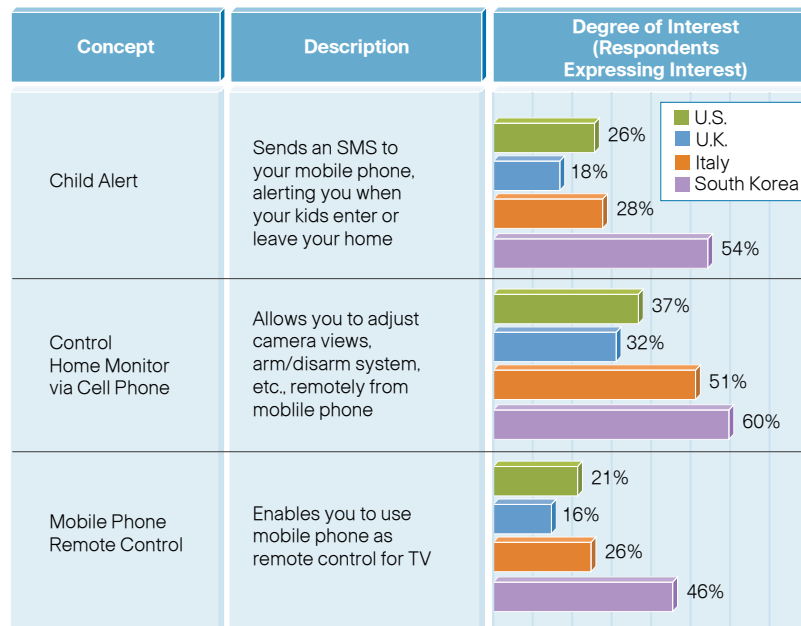 Concept
Description
Degree of Interest
(Respondents
Expressing Interest)
U.S.
U.K.
Italy
South Korea
Child Alert
Sends an SMS to
your mobile phone,
alerting you when
your kids enter or
leave your home
26%
18%
28%
54%
Control
Home Monitor
via Cell Phone
Allows you to adjust
camera views,
arm/disarm system,
etc., remotely from
moblile phone
37%
32%
51%
60%
Mobile Phone
Remote Control
Enables you to use
mobile phone as
remote control for TV
21%
16%
26%
46%